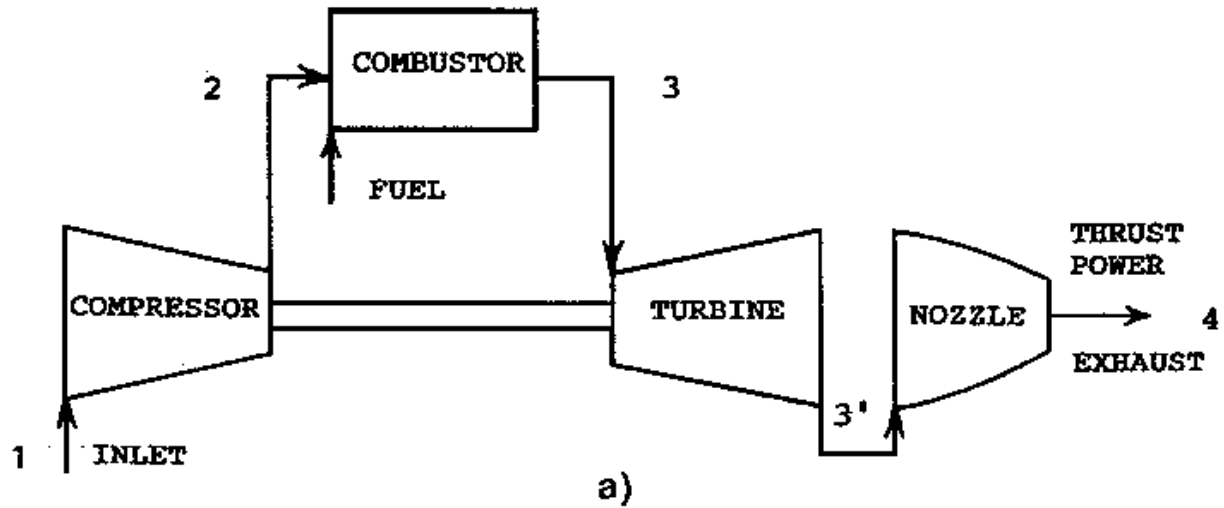 COMBUSTOR
2
3
FUEL
THRUST
POWER
COMPRESSOR
TURBINE
NOZZLE
4
EXHAUST
3'
1
INLET
a)